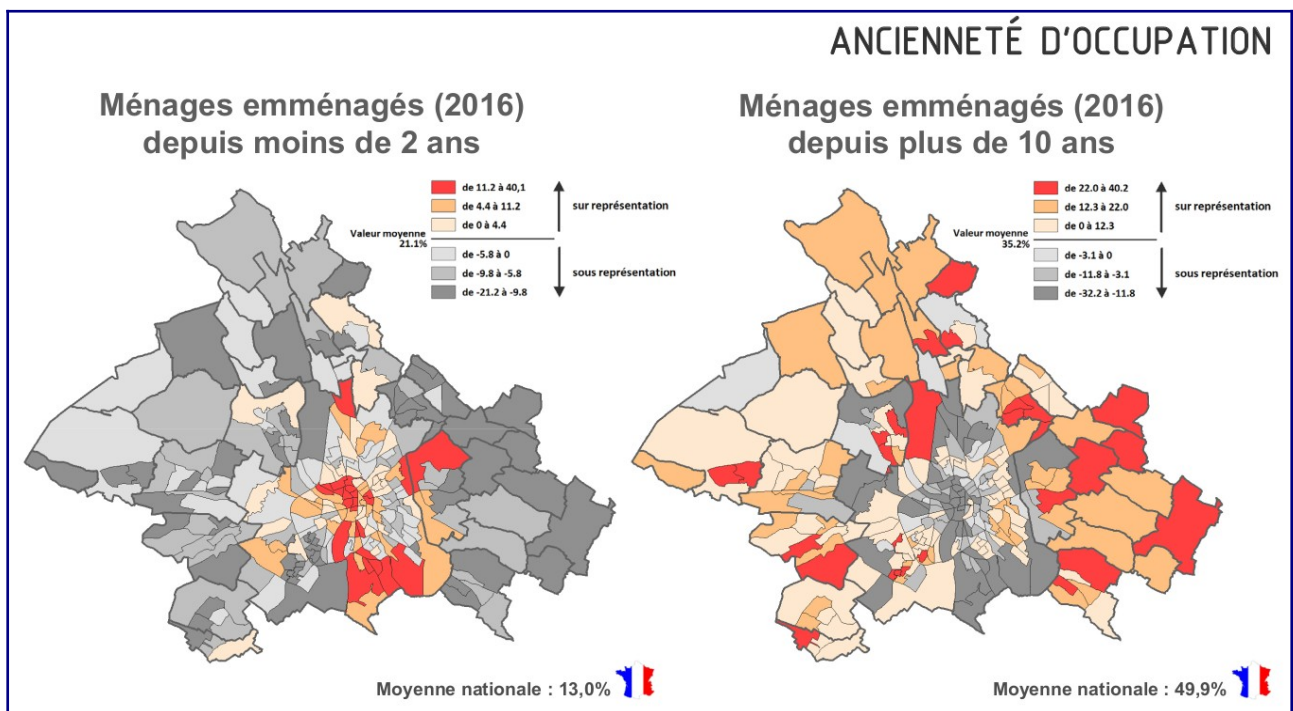 ANCIENNETÉ D'OCCUPATION
Ménages emménagés (2016)
depuis moins de 2 ans
de 11.2 à 40,1
de 4.4 à 11.2
de 0 à 4.4
sur représentation
Valeur moyenne
21.1%
de -5.8 à 0
de -9.8 à -5.8
de -21.2 à -9.8
sous représentation
Moyenne nationale : 13,0%
Ménages emménagés (2016)
depuis plus de 10 ans
de 22.0 à 40.2
de 12.3 à 22.0
de 0 à 12.3
sur représentation
Valeur moyenne
35.2%
de -3.1 à 0
de -11.8 à -3.1
de -32.2 à -11.8
sous représentation
Moyenne nationale : 49,9%